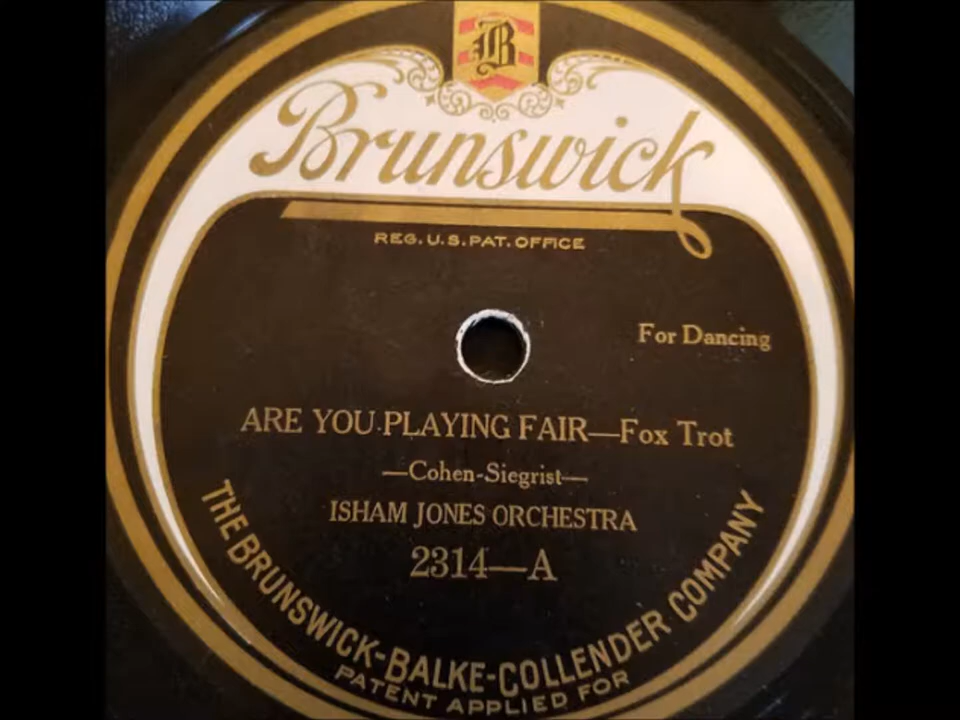 B
Brunswick
REG. U.S. PAT. OFFICE
For Dancing
ARE YOU PLAYING FAIR—Fox Trot
—Cohen-Siegrist—
ISHAM JONES ORCHESTRA
2314—A
THE BRUNSWICK-BALKE-COLLENDER COMPANY
PATENT APPLIED FOR